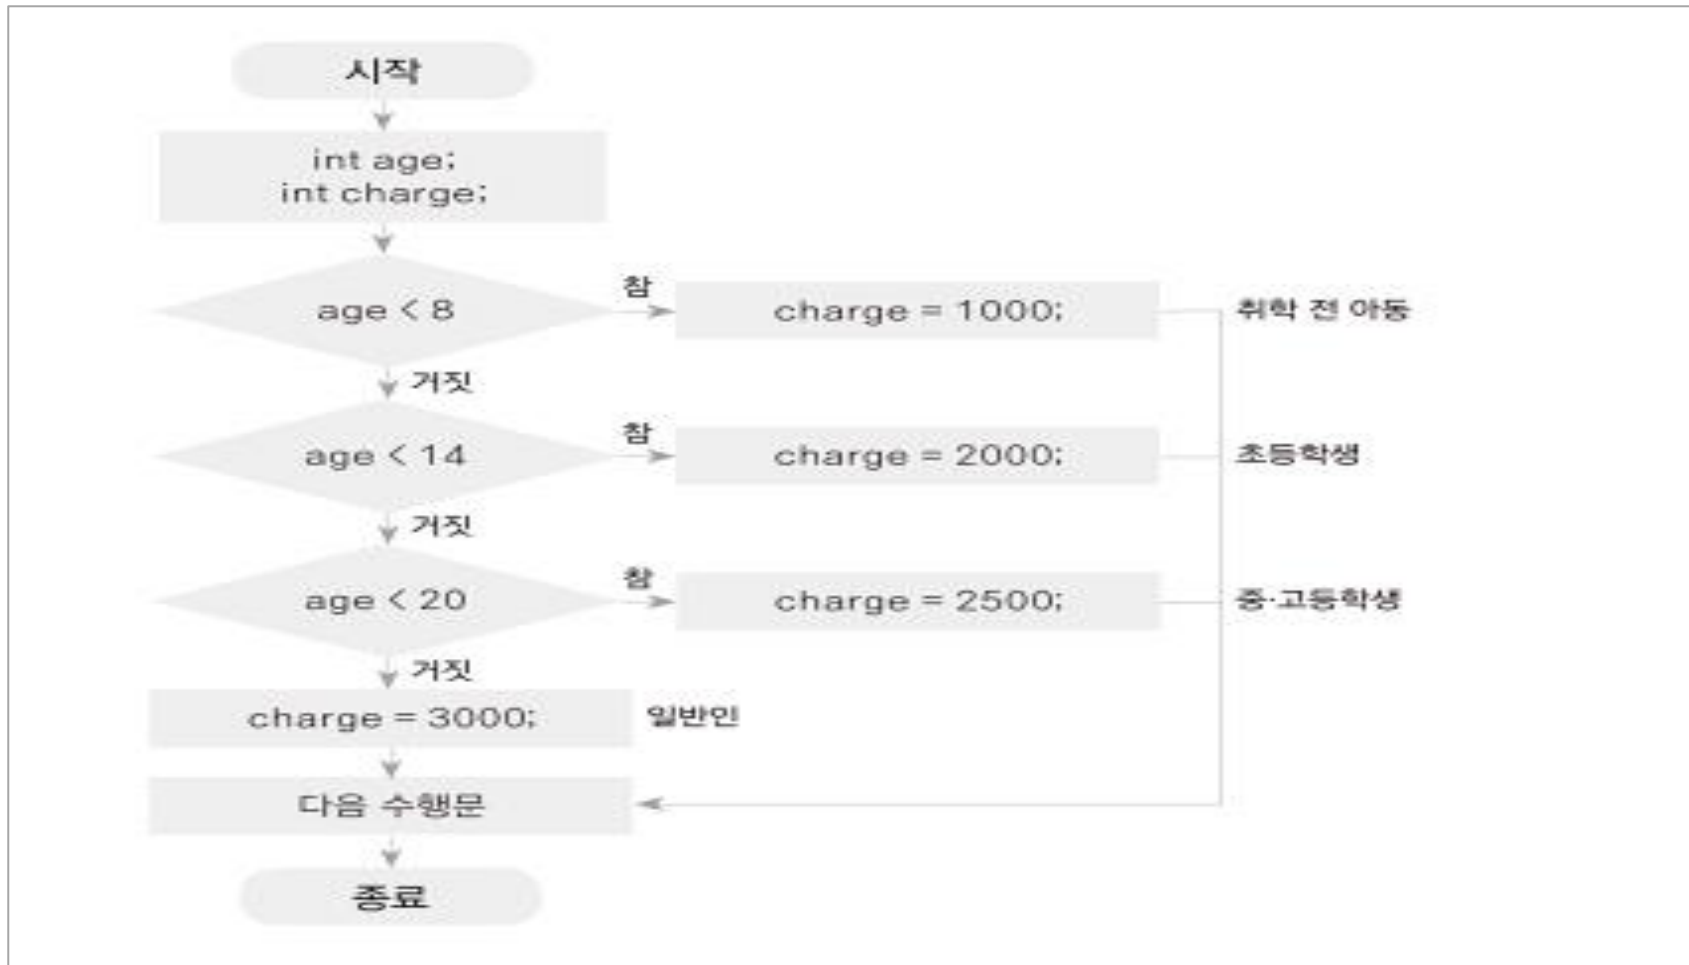 시작
int age;
int charge;
age < 8
참
charge = 1000;
취학 전 아동
거짓
age < 14
참
charge = 2000;
초등학생
거짓
age < 20
참
charge = 2500;
중·고등학생
거짓
charge = 3000;
일반인
다음 수행문
종료